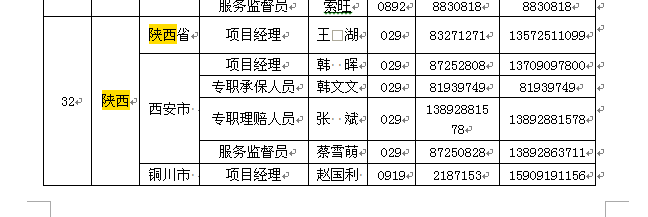 服务监督员 索旺 0892 8830818 8830818
32 陕西 陕西省 项目经理 王□湖 029 83271271 13572511099
西安市 项目经理 韩 晖 029 87252808 13709097800
专职承保人员 韩文文 029 81939749 81939749
专职理赔人员 张 斌 029 13892881578 13892881578
服务监督员 蔡雪萌 029 87250828 13892863711
铜川市 项目经理 赵国利 0919 2187153 15909191156